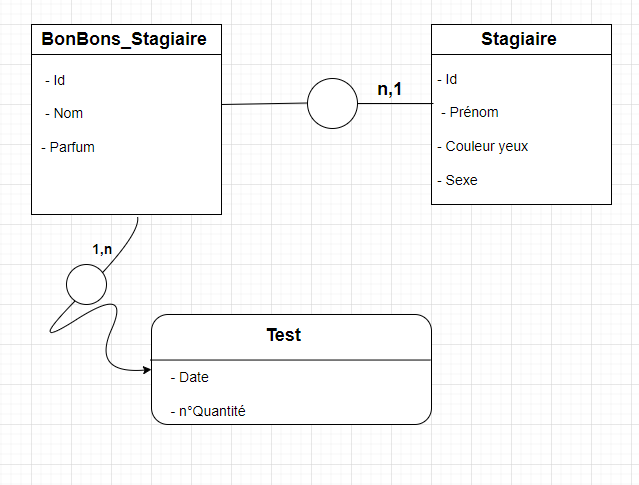 BonBons_Stagiaire
- Id
- Nom
- Parfum
n,1
Stagiaire
- Id
- Prénom
- Couleur yeux
- Sexe
1,n
Test
- Date
- n°Quantité